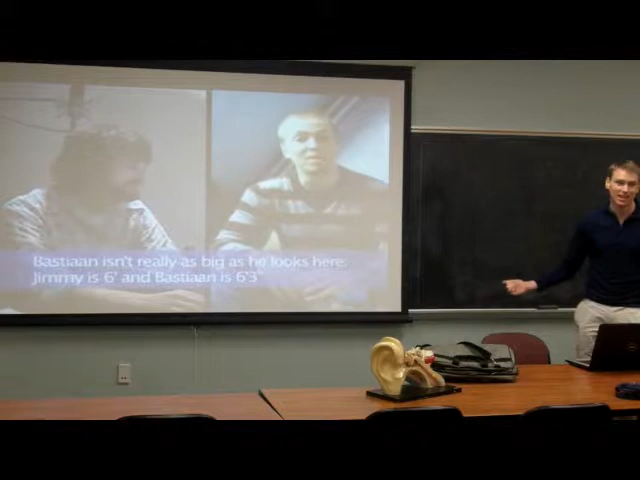 Bastiaan isn't really as big as he looks here.
Jimmy is 6' and Bastiaan is 6'3"